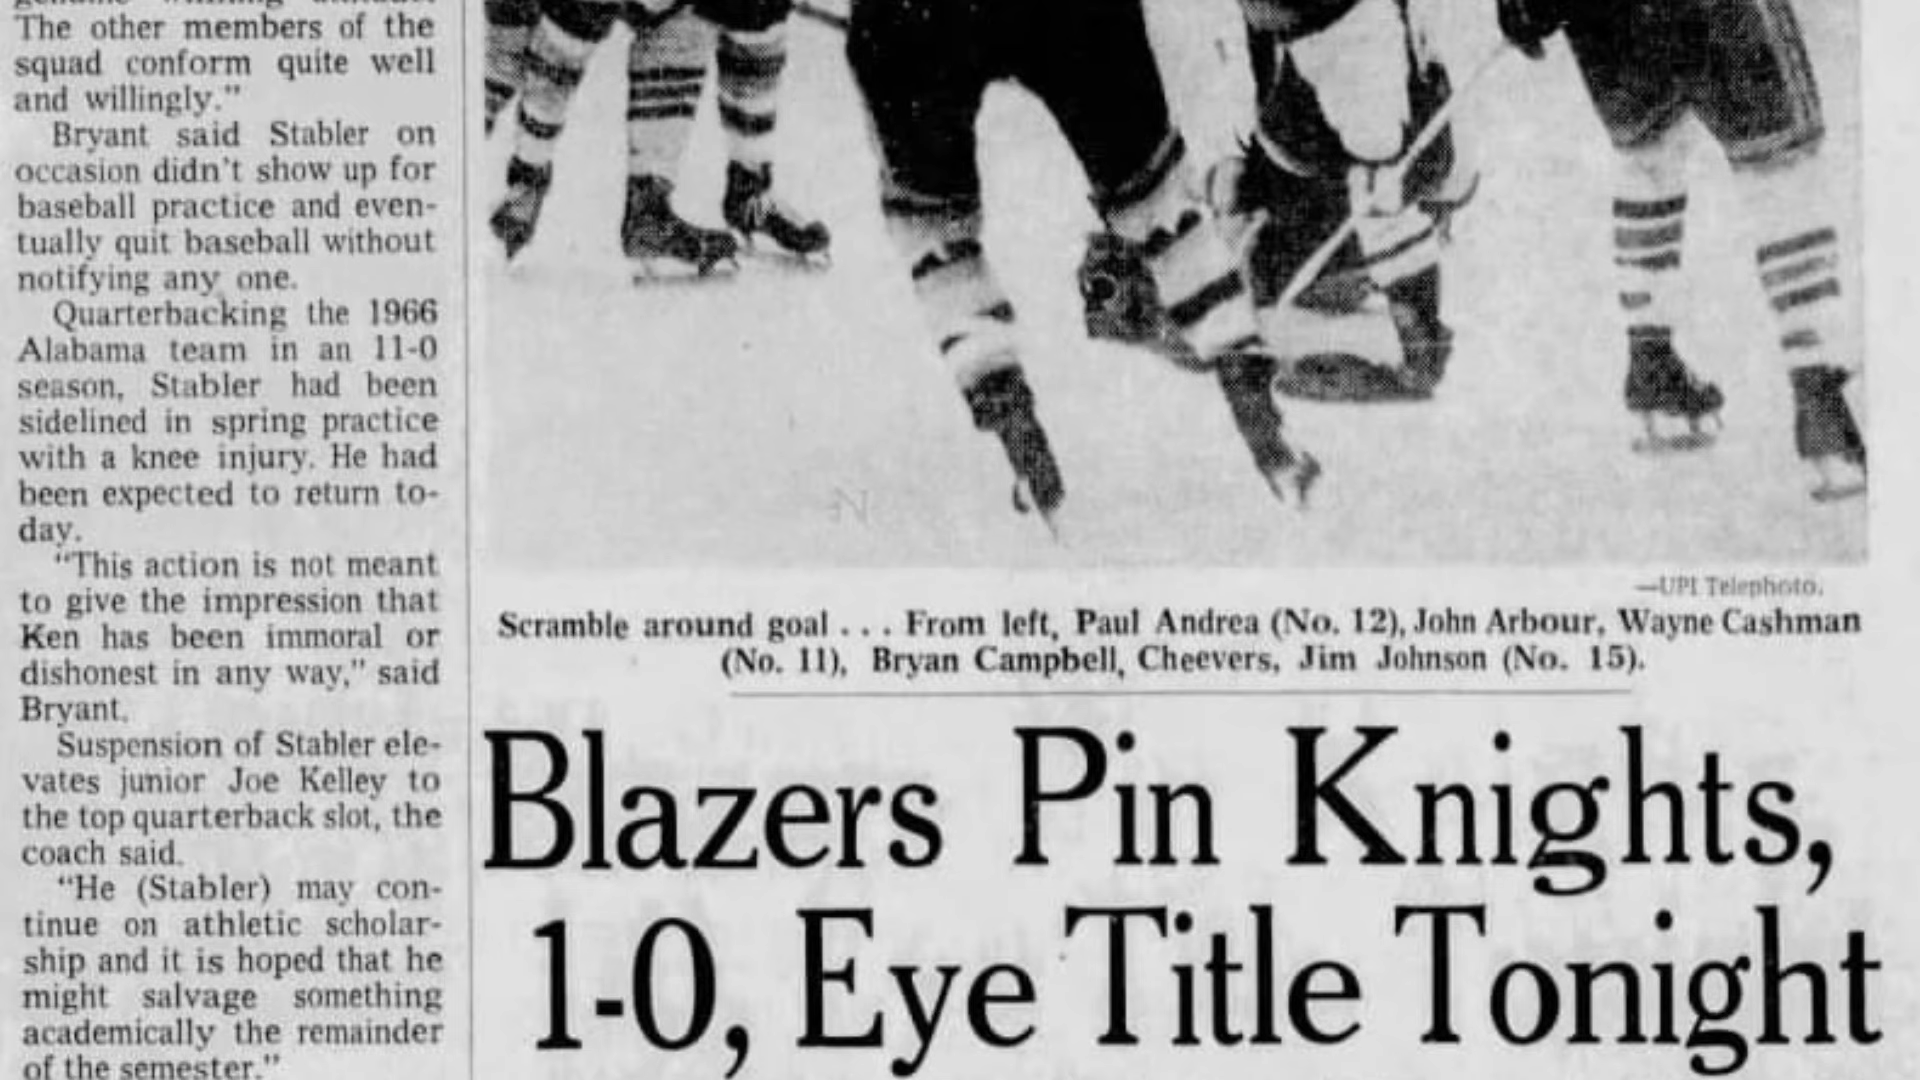 The other members of the
squad conform quite well
and willingly."
Bryant said Stabler on
occasion didn't show up for
baseball practice and even-
tually quit baseball without
notifying any one.
Quarterbacking the 1966
Alabama team in an 11-0
season, Stabler had been
sidelined in spring practice
with a knee injury. He had
been expected to return to-
day.
"This action is not meant
to give the impression that
Ken has been immoral or
dishonest in any way," said
Bryant.
Suspension of Stabler ele-
vates junior Joe Kelley to
the top quarterback slot, the
coach said.
"He (Stabler) may con-
tinue on athletic scholar-
ship and it is hoped that he
might salvage something
academically the remainder
of the semester."
—UPI Telephoto.
Scramble around goal . . . From left, Paul Andrea (No. 12), John Arbour, Wayne Cashman
(No. 11), Bryan Campbell, Cheevers, Jim Johnson (No. 15).
Blazers Pin Knights,
1-0, Eye Title Tonight